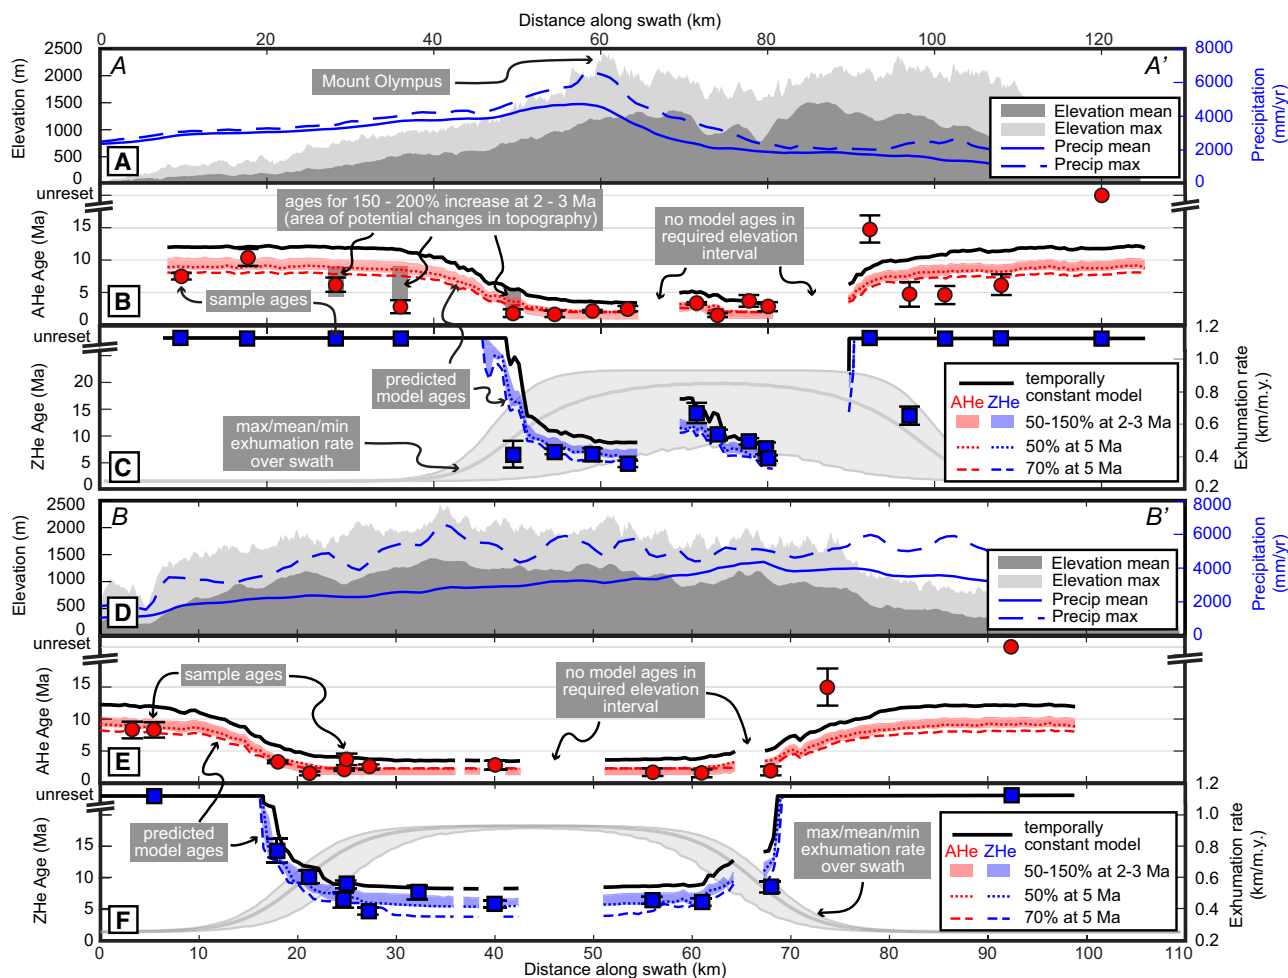 Distance along swath (km)
0 20 40 60 80 100 120
A
A’
Elevation (m)
2500
2000
1500
1000
500
0
Mount Olympus
Elevation mean
Elevation max
Precip mean
Precip max
8000
6000
4000
2000
0
Precipitation
(mm/yr)
A
unreset
15
10
5
0
AHe Age (Ma)
ages for 150 - 200% increase at 2 - 3 Ma
(area of potential changes in topography)
no model ages in
required elevation
interval
sample ages
B
unreset
20
15
10
5
0
ZHe Age (Ma)
predicted
model ages
max/mean/min
exhumation rate
over swath
temporally
constant model
AHe ZHe
50-150% at 2-3 Ma
50% at 5 Ma
70% at 5 Ma
1.2
1.0
0.8
0.6
0.4
0.2
Exhumation rate
(km/m.y.)
C
B
B’
Elevation (m)
2500
2000
1500
1000
500
0
Elevation mean
Elevation max
Precip mean
Precip max
8000
6000
4000
2000
0
Precipitation
(mm/yr)
D
unreset
15
10
5
0
AHe Age (Ma)
sample ages
no model ages in
required elevation
interval
E
unreset
15
10
5
0
ZHe Age (Ma)
predicted
model ages
max/mean/min
exhumation rate
over swath
temporally
constant model
AHe ZHe
50-150% at 2-3 Ma
50% at 5 Ma
70% at 5 Ma
1.2
1.0
0.8
0.6
0.4
0.2
Exhumation rate
(km/m.y.)
F
0 10 20 30 40 50 60 70 80 90 100 110
Distance along swath (km)